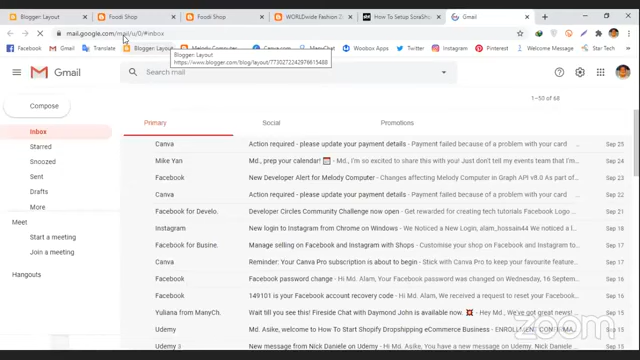 Blogger: Layout
Foodi Shop
Foodi Shop
WORLDwide Fashion D
How To Setup SoraSho
Gmail
mail.google.com/mail/u/0/#inbox
Facebook
Gmail
Translate
Blogger: Layout
Melody Computer
Canva.com
ManyChat
Woobox Apps
Twitter
Instagram
Pinterest
Welcome Message
Star Tech
Blogger: Layout
https://www.blogger.com/blog/layout/7730272242978615488
Gmail
Search mail
Compose
1–50 of 68
Inbox
Starred
Snoozed
Sent
Drafts
More
Meet
Start a meeting
Join a meeting
Hangouts
Primary
Social
Promotions
Canva Action required - please update your payment details - Payment failed because of a problem with your card ... Sep 25
Mike Yan Md., prep your calendar! - Md., I'm so excited to share this with you! Just don't tell my events team that I'm... Sep 24
Facebook New Developer Alert for Melody Computer - Changes affecting Melody Computer in Graph API v8.0 As part of... Sep 23
Canva Action required - please update your payment details - Payment failed because of a problem with your card ... Sep 22
Facebook for Develo. Developer Circles Community Challenge now open - Get rewarded for creating tech tutorials Facebook Logo ... Sep 21
Instagram New login to Instagram from Chrome on Windows - We Noticed a New Login, alam_hossain44 We noticed a l... Sep 18
Facebook for Busine. Manage selling on Facebook and Instagram with Shops - Customise your shop on Facebook and Instagram Sep 17
Canva Reminder: Your Canva Pro subscription is about to begin - Stick with Canva Pro to keep your favourite feature... Sep 17
Facebook Facebook password change - Hi Md. Alam, Your Facebook password was changed on Wednesday, 16 Septem... Sep 16
Facebook 149101 is your Facebook account recovery code - Hi Md. Alam, We received a request to reset your Faceboo... Sep 16
Yuliana from ManyCh. Wait till you see this! Fireside Chat with Daymond John is available now. - Hey Md., We've got great news!
Udemy Md. Asike, welcome to How To Start Shopify Dropshipping eCommerce Business - ENROLLMENT CONFIRMA...
Udemy New message from Nick Daniele on Udemy - Hi Md. Asike, You've received a new message on Udemy. Sep 15
zoom